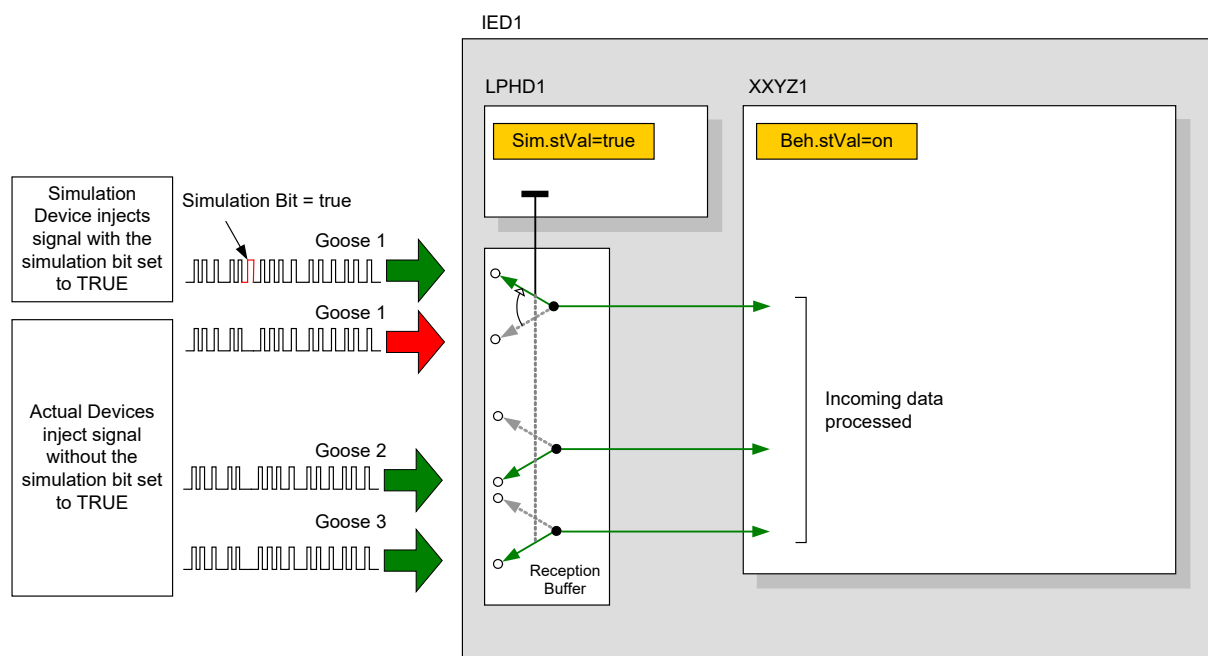 IED1
LPHD1
XXYZ1
Sim.stVal=true
Beh.stVal=on
Simulation
Device injects
signal with the
simulation bit set
to TRUE
Simulation Bit = true
Goose 1
Goose 1
Actual Devices
inject signal
without the
simulation bit set
to TRUE
Goose 2
Goose 3
Reception
Buffer
Incoming data
processed